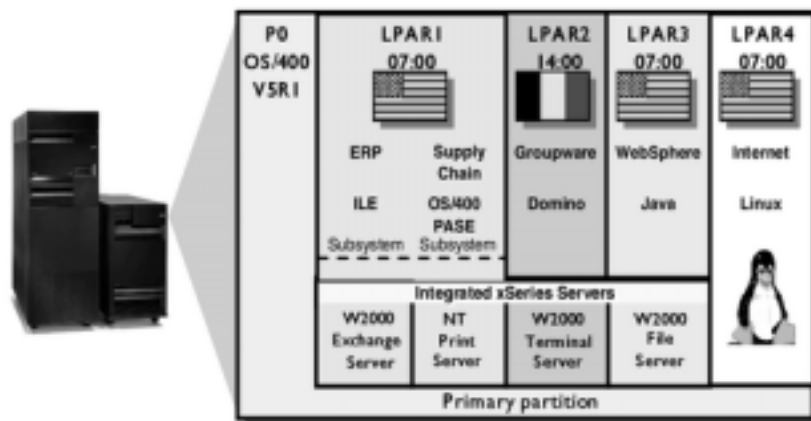 P0
OS/400
V5R1
LPAR1
07:00
ERP
Supply
Chain
ILE
OS/400
PASE
Subsystem
Subsystem
LPAR2
14:00
Groupware
Domino
LPAR3
07:00
WebSphere
Java
LPAR4
07:00
Internet
Linux
Integrated xSeries Servers
W2000
Exchange
Server
NT
Print
Server
W2000
Terminal
Server
W2000
File
Server
Primary partition